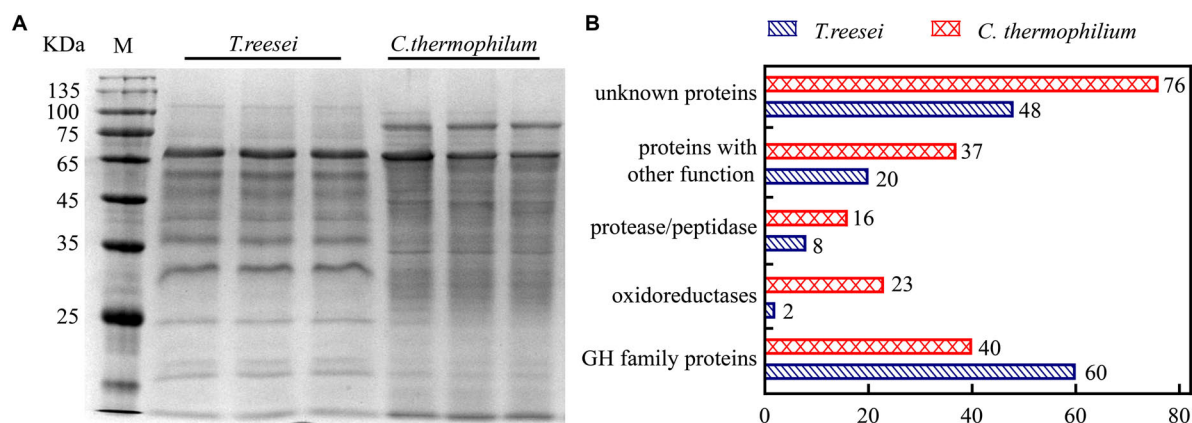 A
KDa
M
T.reesei
C.thermophilum
135
100
75
65
45
35
25
B
T.reesei
C. thermophilium
unknown proteins
76
48
proteins with
other function
37
20
protease/peptidase
16
8
oxidoreductases
23
2
GH family proteins
40
60
0
20
40
60
80